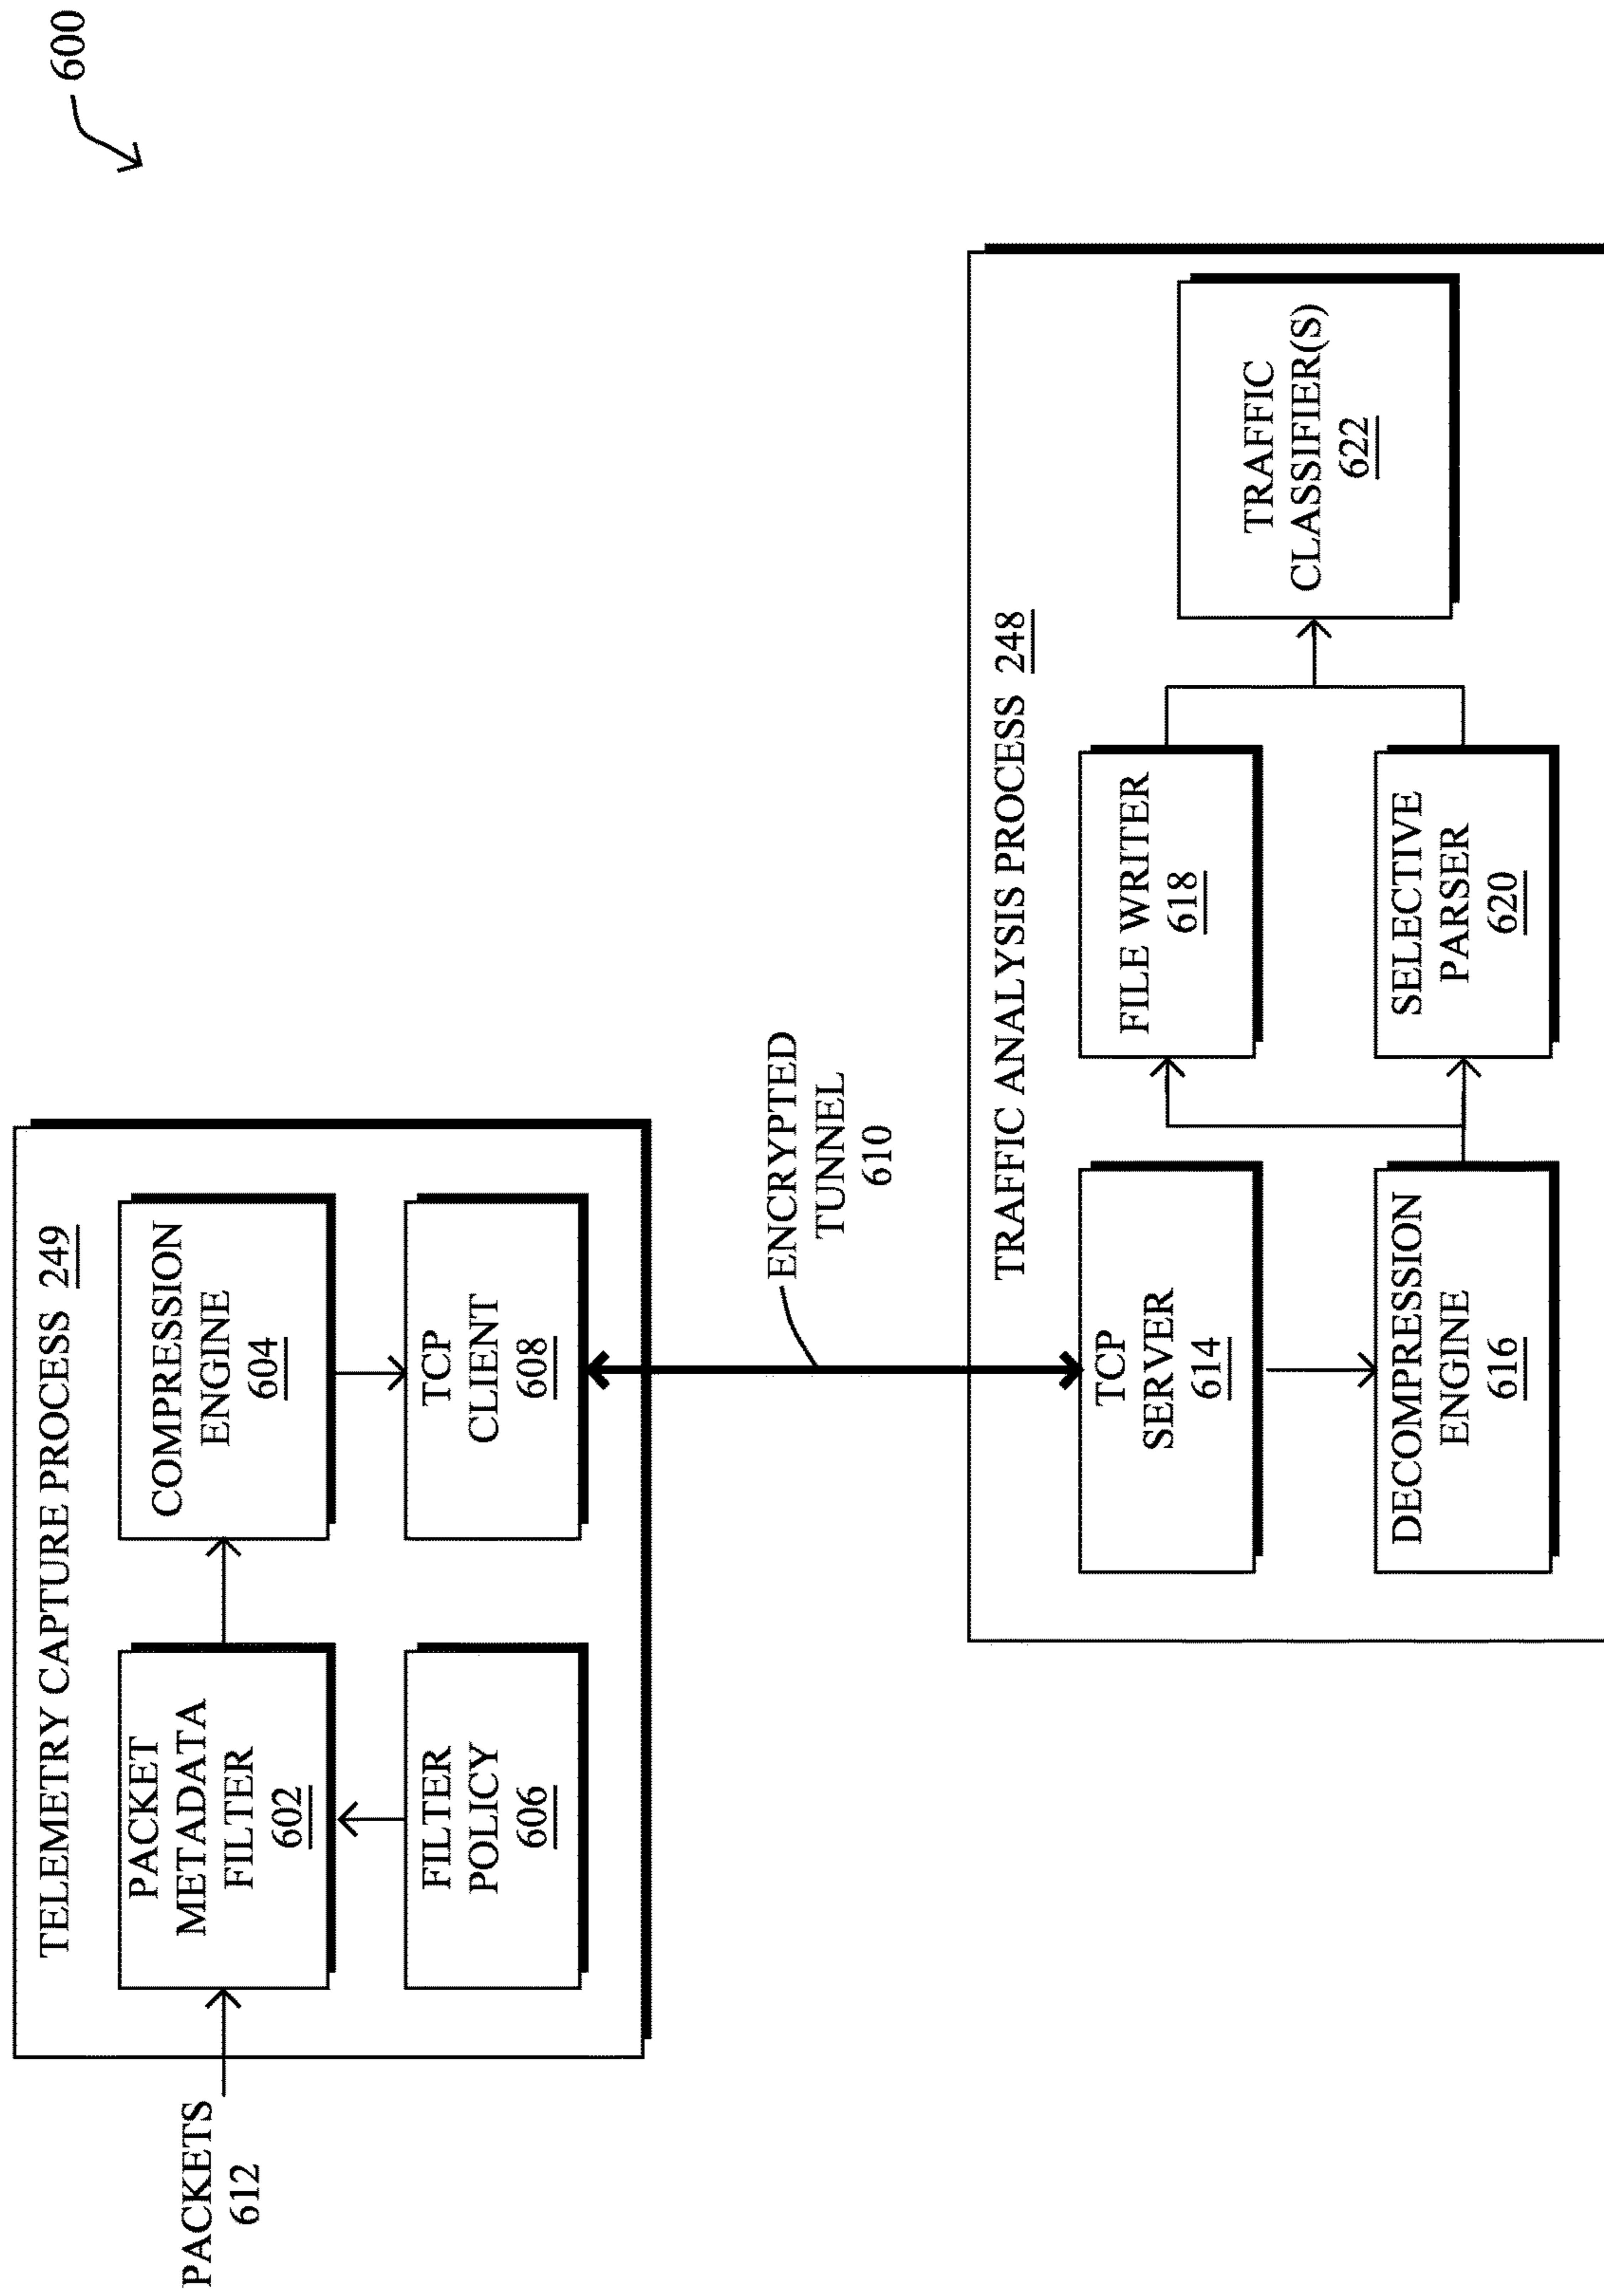 600
TELEMETRY CAPTURE PROCESS 249
PACKETS
612
PACKET
METADATA
FILTER
602
COMPRESSION
ENGINE
604
FILTER
POLICY
606
TCP
CLIENT
608
ENCRYPTED
TUNNEL
610
TRAFFIC ANALYSIS PROCESS 248
TCP
SERVER
614
FILE WRITER
618
TRAFFIC
CLASSIFIER(S)
622
DECOMPRESSION
ENGINE
616
SELECTIVE
PARSER
620